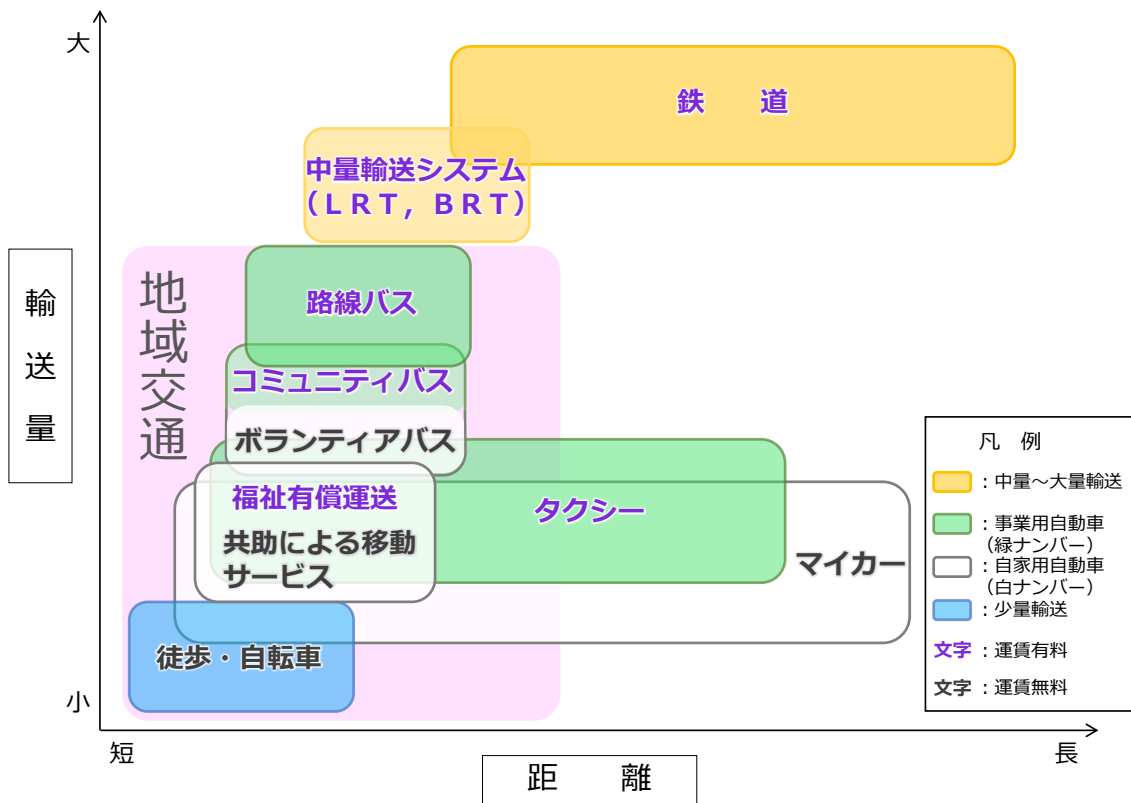 大
鉄　　道
中量輸送システム
（ＬＲＴ，ＢＲＴ）
輸送量
地域交通
路線バス
コミュニティバス
ボランティアバス
福祉有償運送
共助による移動
サービス
タクシー
マイカー
徒歩・自転車
小
短
長
距　　離
凡　例
：中量～大量輸送
：事業用自動車
（緑ナンバー）
：自家用自動車
（白ナンバー）
：少量輸送
文字：運賃有料
文字：運賃無料